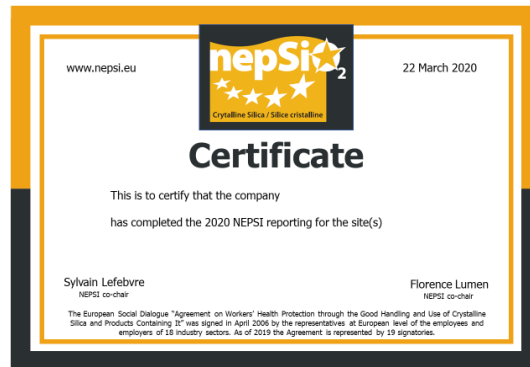 www.nepsi.eu
nepSiO2
22 March 2020
Crytalline Silica / Silice cristalline
Certificate
This is to certify that the company
has completed the 2020 NEPSI reporting for the site(s)
Sylvain Lefebvre
NEPSI co-chair
Florence Lumen
NEPSI co-chair
The European Social Dialogue "Agreement on Workers' Health Protection through the Good Handling and Use of Crystalline
Silica and Products Containing It" was signed in April 2006 by the representatives at European level of the employees and
employers of 18 industry sectors. As of 2019 the Agreement is represented by 19 signatories.